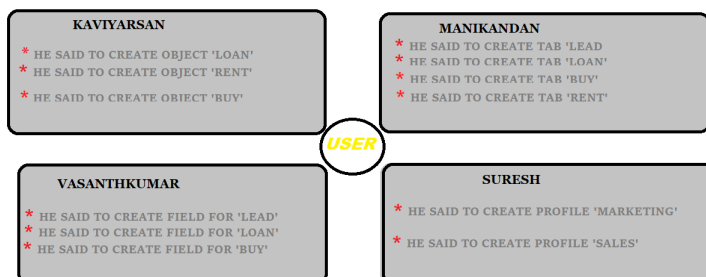 KAVIYARSAN
* HE SAID TO CREATE OBJECT 'LOAN'
* HE SAID TO CREATE OBJECT 'RENT'
* HE SAID TO CREATE OBJECT 'BUY'
MANIKANDAN
* HE SAID TO CREATE TAB 'LEAD
* HE SAID TO CREATE TAB 'LOAN'
* HE SAID TO CREATE TAB 'BUY'
* HE SAID TO CREATE TAB 'RENT'
USER
VASANTHKUMAR
* HE SAID TO CREATE FIELD FOR 'LEAD'
* HE SAID TO CREATE FIELD FOR 'LOAN'
* HE SAID TO CREATE FIELD FOR 'BUY'
SURESH
* HE SAID TO CREATE PROFILE 'MARKETING'
* HE SAID TO CREATE PROFILE 'SALES'